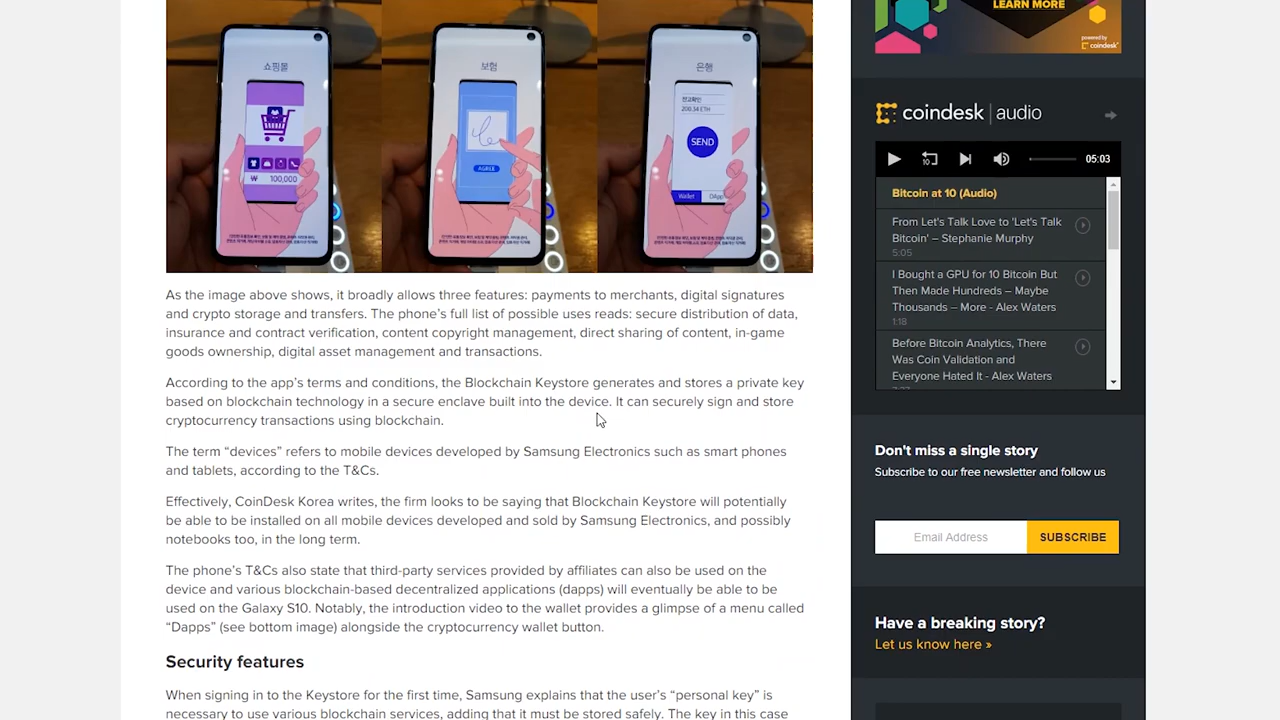 쇼핑몰
₩ 100,000
보험
AGREE
은행
잔고확인
SEND
Wallet
As the image above shows, it broadly allows three features: payments to merchants, digital signatures
and crypto storage and transfers. The phone’s full list of possible uses reads: secure distribution of data,
insurance and contract verification, content copyright management, direct sharing of content, in-game
goods ownership, digital asset management and transactions.
According to the app’s terms and conditions, the Blockchain Keystore generates and stores a private key
based on blockchain technology in a secure enclave built into the device. It can securely sign and store
cryptocurrency transactions using blockchain.
The term “devices” refers to mobile devices developed by Samsung Electronics such as smart phones
and tablets, according to the T&Cs.
Effectively, CoinDesk Korea writes, the firm looks to be saying that Blockchain Keystore will potentially
be able to be installed on all mobile devices developed and sold by Samsung Electronics, and possibly
notebooks too, in the long term.
The phone’s T&Cs also state that third-party services provided by affiliates can also be used on the
device and various blockchain-based decentralized applications (dapps) will eventually be able to be
used on the Galaxy S10. Notably, the introduction video to the wallet provides a glimpse of a menu called
“Dapps” (see bottom image) alongside the cryptocurrency wallet button.
Security features
When signing in to the Keystore for the first time, Samsung explains that the user’s “personal key” is
necessary to use various blockchain services, adding that it must be stored safely. The key in this case
LEARN MORE
powered by
coindesk
coindesk | audio
10
05:03
Bitcoin at 10 (Audio)
From Let's Talk Love to 'Let's Talk
Bitcoin' – Stephanie Murphy
5:05
I Bought a GPU for 10 Bitcoin But
Then Made Hundreds – Maybe
Thousands – More - Alex Waters
1:18
Before Bitcoin Analytics, There
Was Coin Validation and
Everyone Hated It - Alex Waters
Don't miss a single story
Subscribe to our free newsletter and follow us
Email Address
SUBSCRIBE
Have a breaking story?
Let us know here »